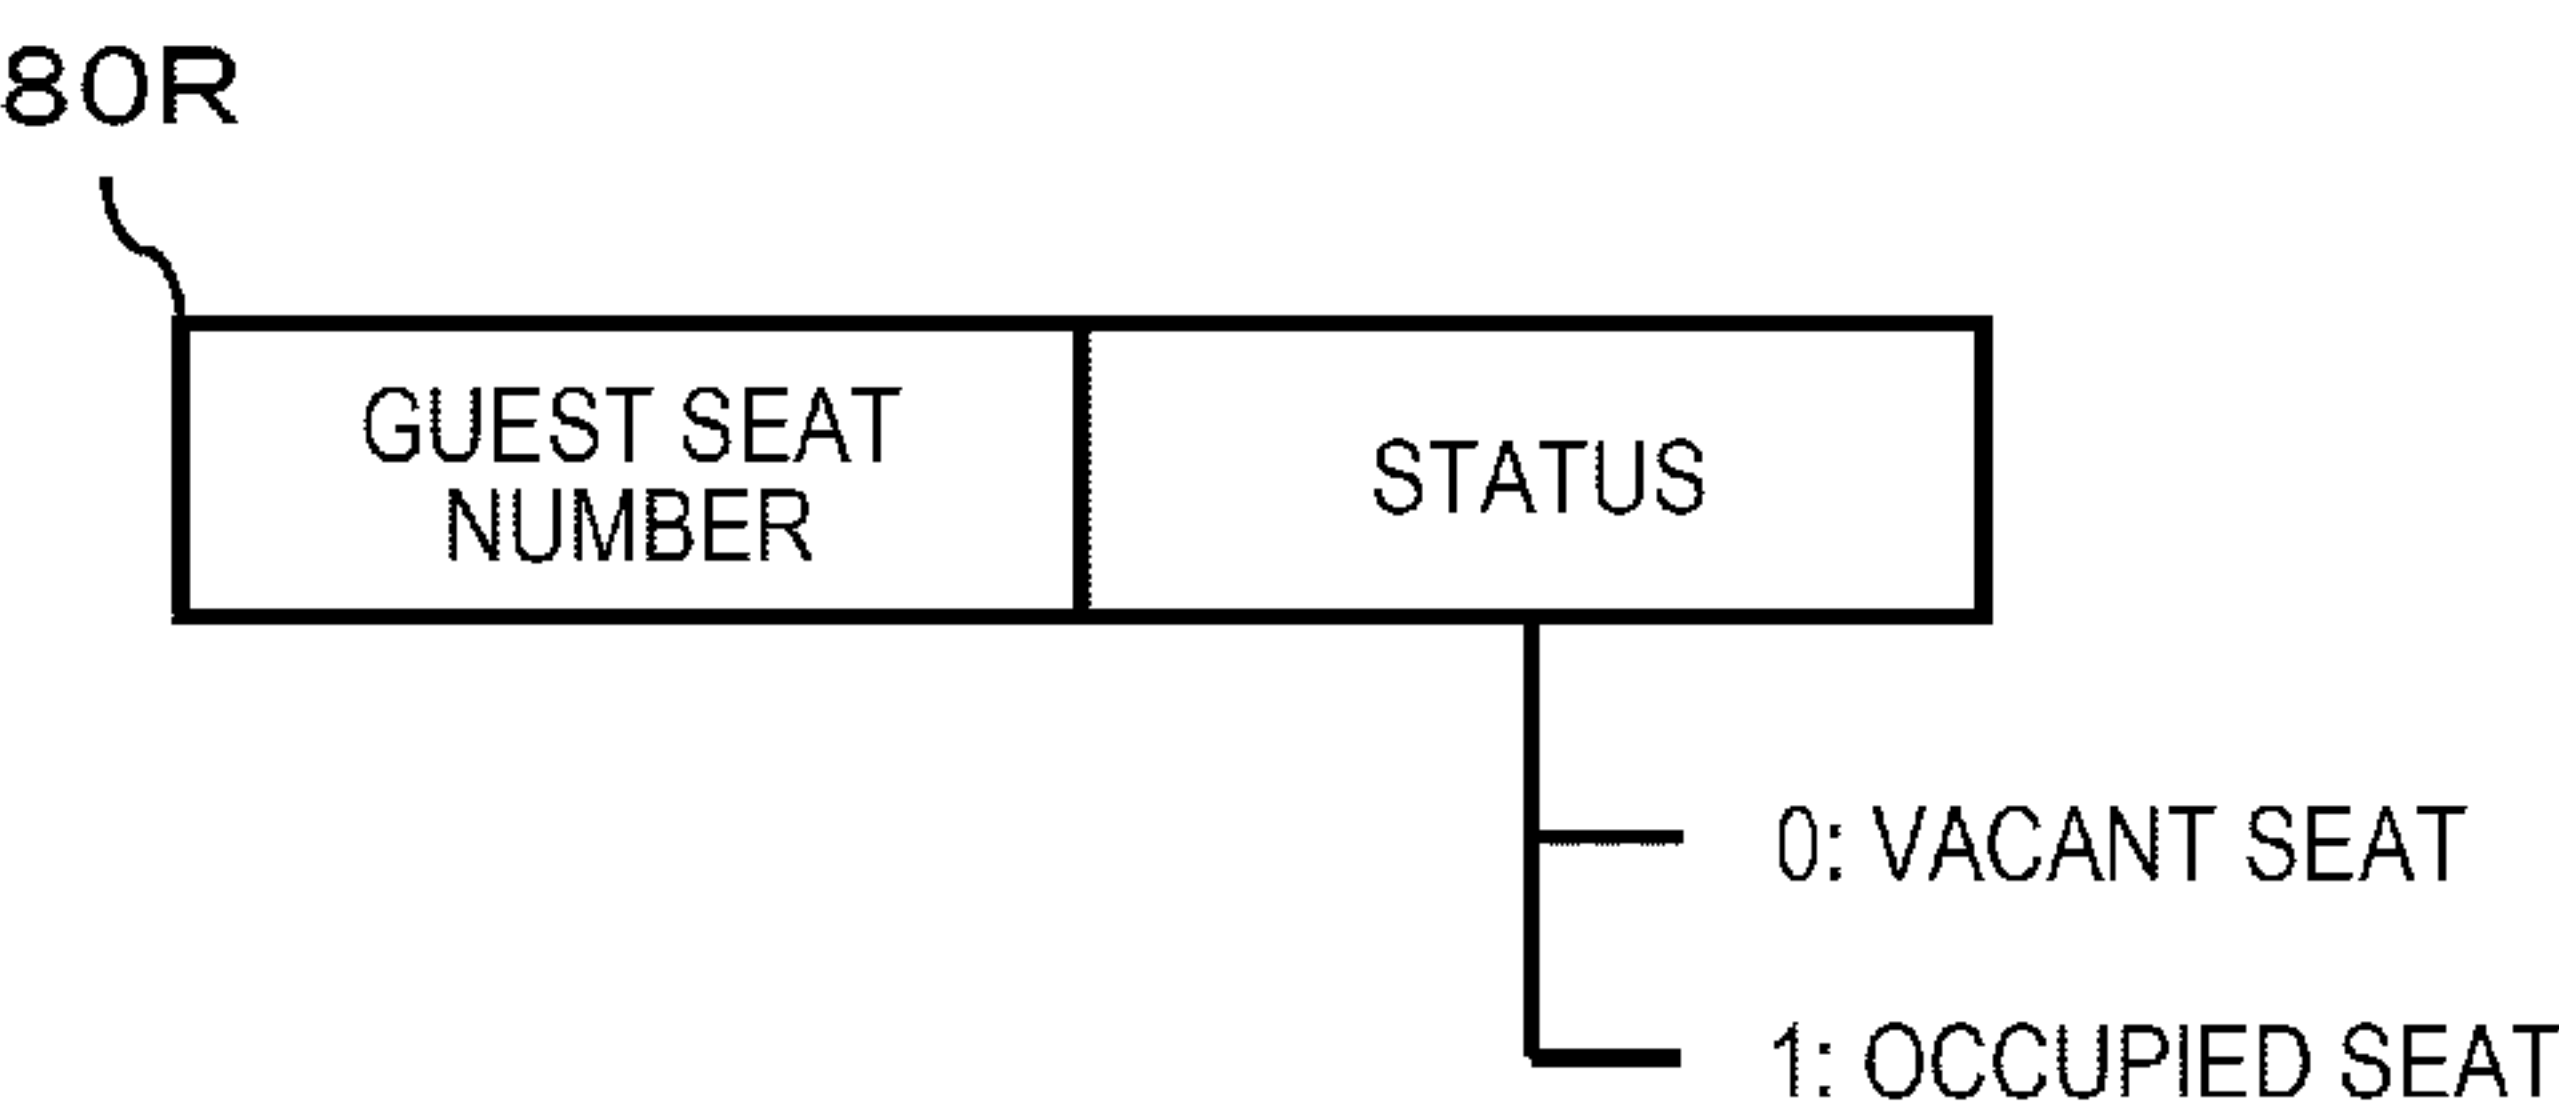 80R
GUEST SEAT
NUMBER
STATUS
0: VACANT SEAT
1: OCCUPIED SEAT